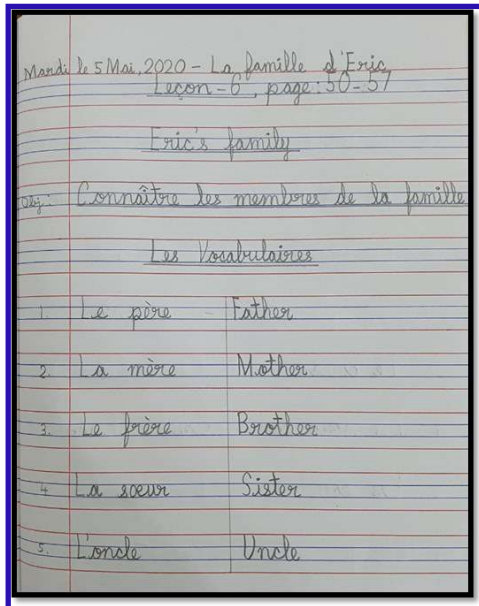 Mardi le 5 Mai, 2020 - La famille d'Eric
Leçon - 6, page: 50-57
Eric's family
Obj: Connaître les membres de la famille
Les Vocabulaires
1. Le père - Father
2. La mère Mother
3. Le frère Brother
4 La soeur Sister
5. L'oncle Uncle